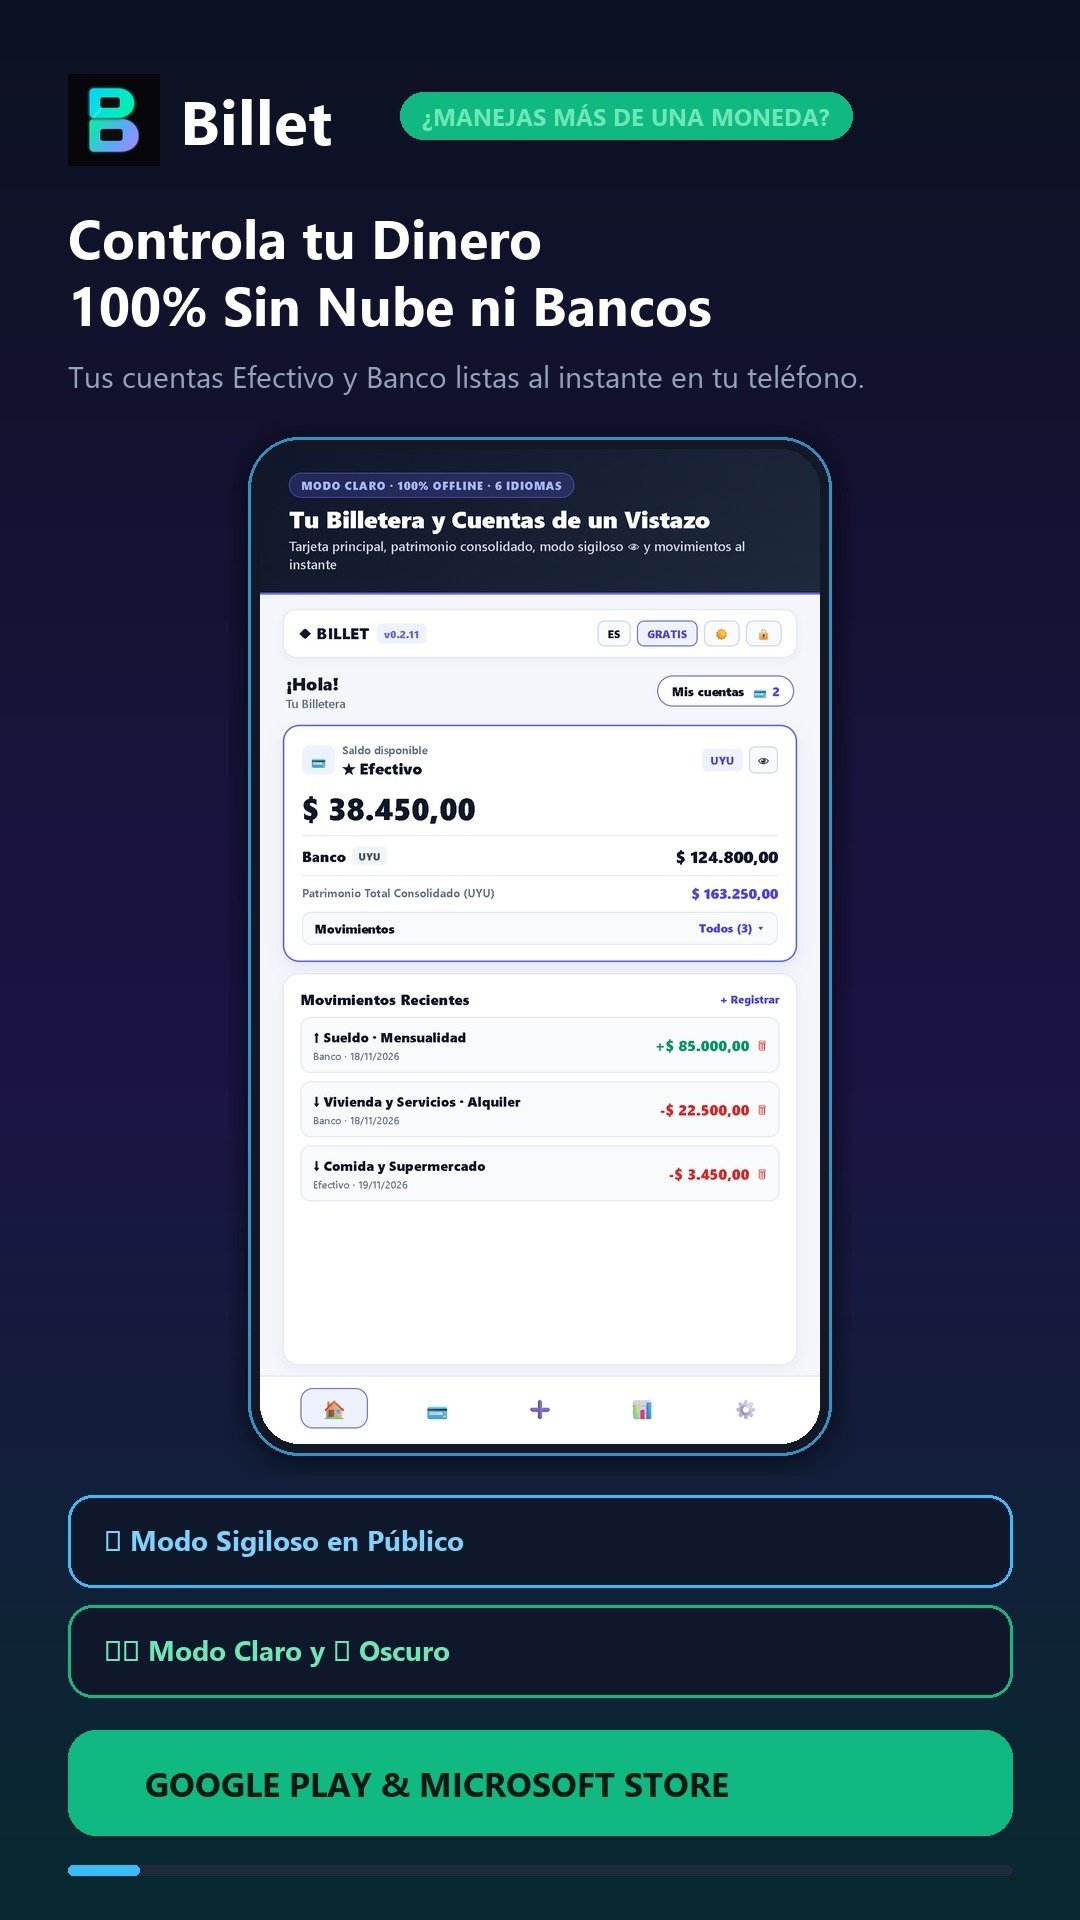 Billet
¿MANEJAS MÁS DE UNA MONEDA?
Controla tu Dinero
100% Sin Nube ni Bancos
Tus cuentas Efectivo y Banco listas al instante en tu teléfono.
MODO CLARO · 100% OFFLINE · 6 IDIOMAS
Tu Billetera y Cuentas de un Vistazo
Tarjeta principal, patrimonio consolidado, modo sigiloso 👁 y movimientos al
instante
◆ BILLET v0.2.11 ES GRATIS
¡Hola!
Tu Billetera
Mis cuentas 💳 2
Saldo disponible
★ Efectivo
UYU
$ 38.450,00
Banco UYU $ 124.800,00
Patrimonio Total Consolidado (UYU) $ 163.250,00
Movimientos Todos (3) ▾
Movimientos Recientes + Registrar
↑ Sueldo · Mensualidad
Banco · 18/11/2026
+$ 85.000,00
↓ Vivienda y Servicios · Alquiler
Banco · 18/11/2026
-$ 22.500,00
↓ Comida y Supermercado
Efectivo · 19/11/2026
-$ 3.450,00
Modo Sigiloso en Público
Modo Claro y Oscuro
GOOGLE PLAY & MICROSOFT STORE